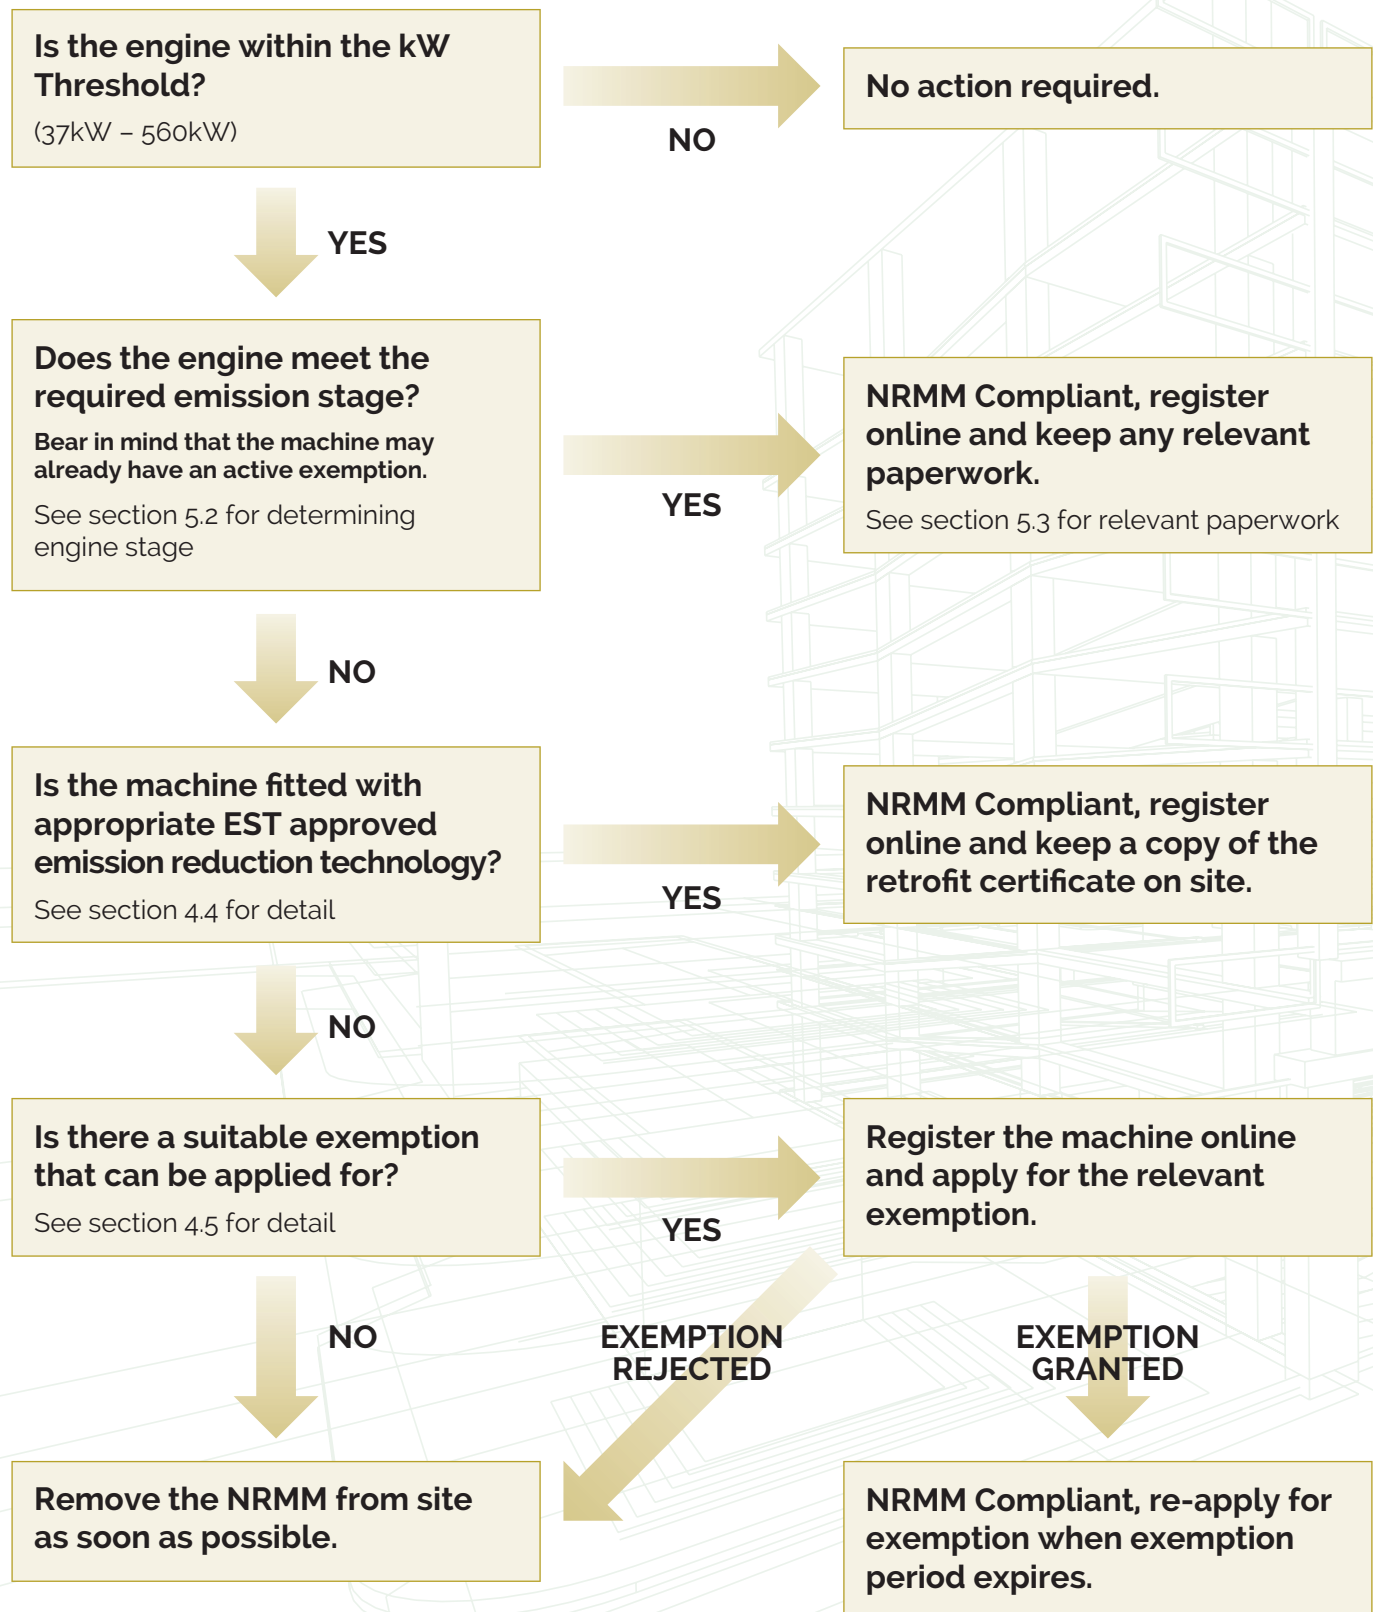 Is the engine within the kW
Threshold?
(37kW – 560kW)
NO
No action required.
YES
Does the engine meet the
required emission stage?
Bear in mind that the machine may
already have an active exemption.
See section 5.2 for determining
engine stage
YES
NRMM Compliant, register
online and keep any relevant
paperwork.
See section 5.3 for relevant paperwork
NO
Is the machine fitted with
appropriate EST approved
emission reduction technology?
See section 4.4 for detail
YES
NRMM Compliant, register
online and keep a copy of the
retrofit certificate on site.
NO
Is there a suitable exemption
that can be applied for?
See section 4.5 for detail
YES
Register the machine online
and apply for the relevant
exemption.
NO
EXEMPTION
REJECTED
EXEMPTION
GRANTED
Remove the NRMM from site
as soon as possible.
NRMM Compliant, re-apply for
exemption when exemption
period expires.